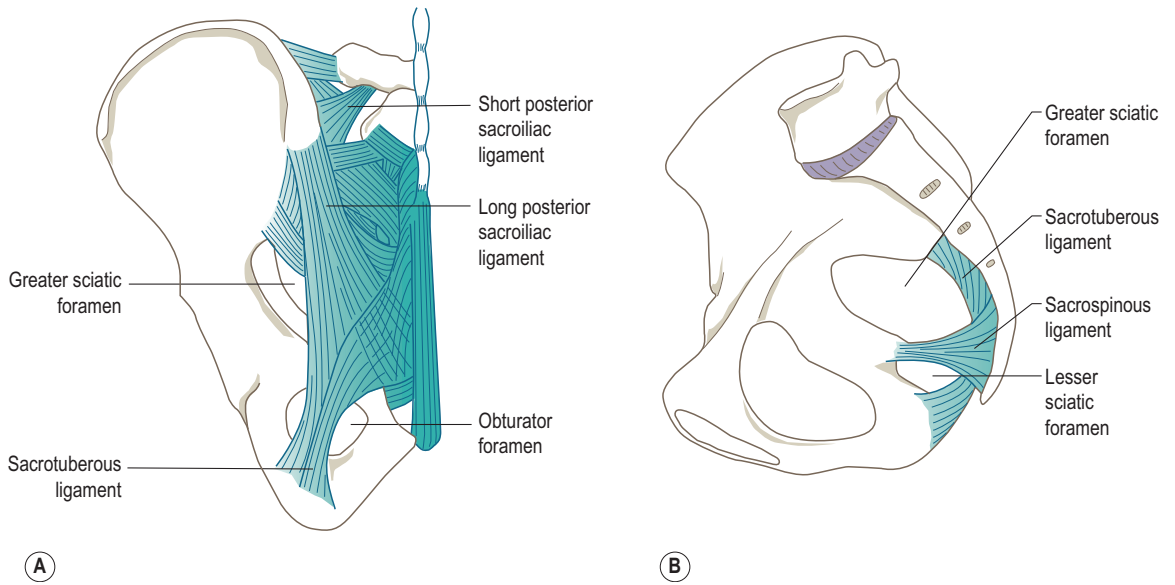 Short posterior
sacroiliac
ligament
Long posterior
sacroiliac
ligament
Greater sciatic
foramen
Obturator
foramen
Sacrotuberous
ligament
A
Greater sciatic
foramen
Sacrotuberous
ligament
Sacrospinous
ligament
Lesser
sciatic
foramen
B